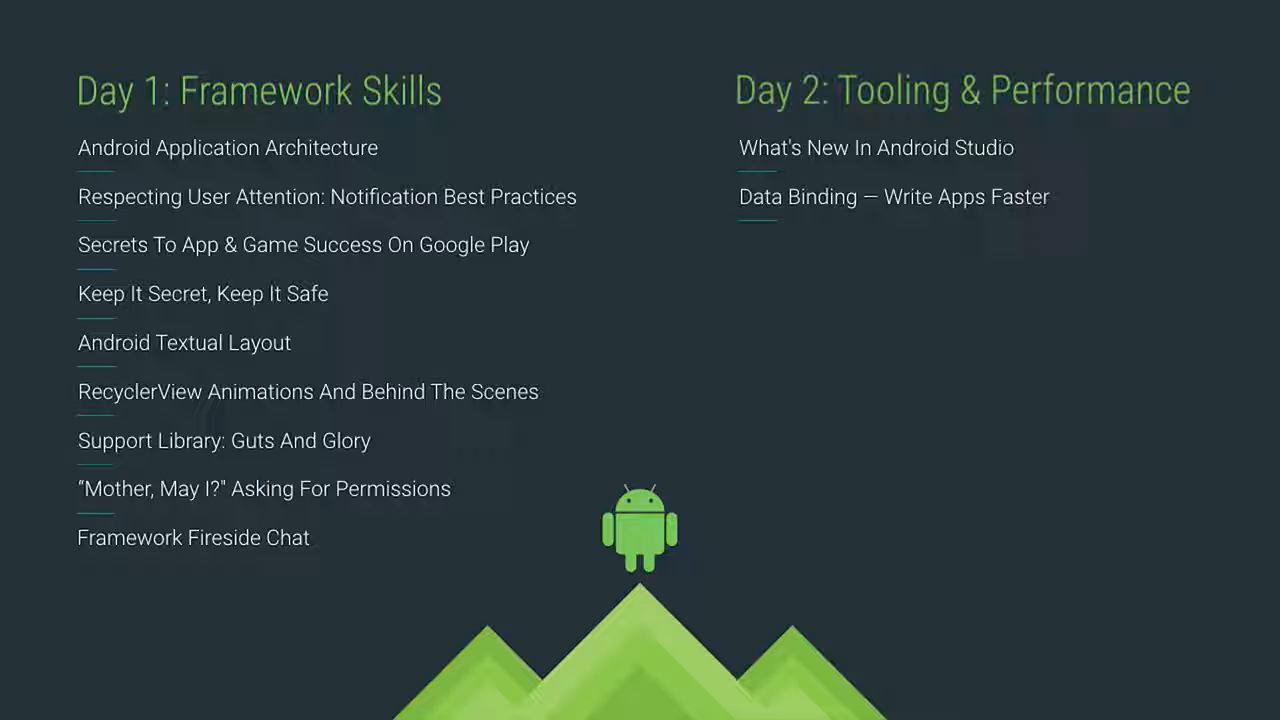 Day 1: Framework Skills
Android Application Architecture
Respecting User Attention: Notification Best Practices
Secrets To App & Game Success On Google Play
Keep It Secret, Keep It Safe
Android Textual Layout
RecyclerView Animations And Behind The Scenes
Support Library: Guts And Glory
“Mother, May I?" Asking For Permissions
Framework Fireside Chat
Day 2: Tooling & Performance
What's New In Android Studio
Data Binding — Write Apps Faster